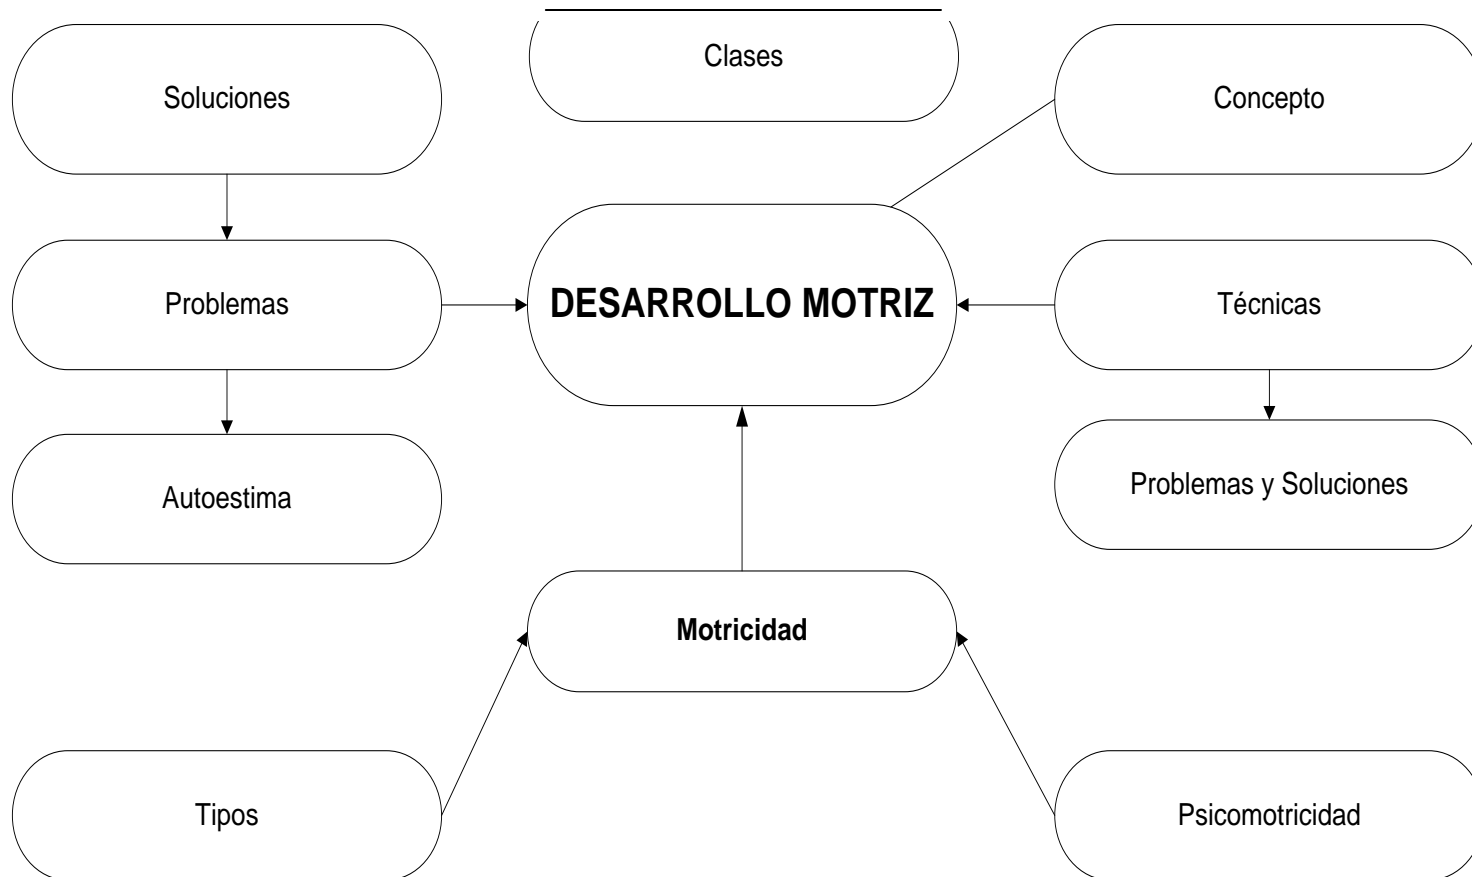 Clases
Soluciones
Concepto
Problemas
DESARROLLO MOTRIZ
Técnicas
Autoestima
Problemas y Soluciones
Motricidad
Tipos
Psicomotricidad